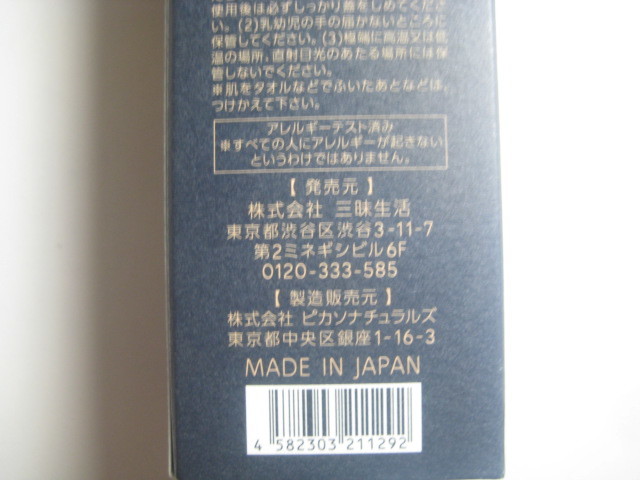 使用後は必ずしっかり蓋をしめてくださ
い。(2)乳幼児の手の届かないところに
保管してください。(3)極端に高温又は低
温の場所、直射日光のあたる場所には保
管しないでください。
※肌をタオルなどでふいたあとなどは、
つけかえて下さい。
アレルギーテスト済み
※すべての人にアレルギーが起きない
というわけではありません。
【 発売元 】
株式会社 三昧生活
東京都渋谷区渋谷3-11-7
第2ミネギシビル6F
0120-333-585
【 製造販売元 】
株式会社 ピカソナチュラルズ
東京都中央区銀座1-16-3
MADE IN JAPAN
4 582303 211292